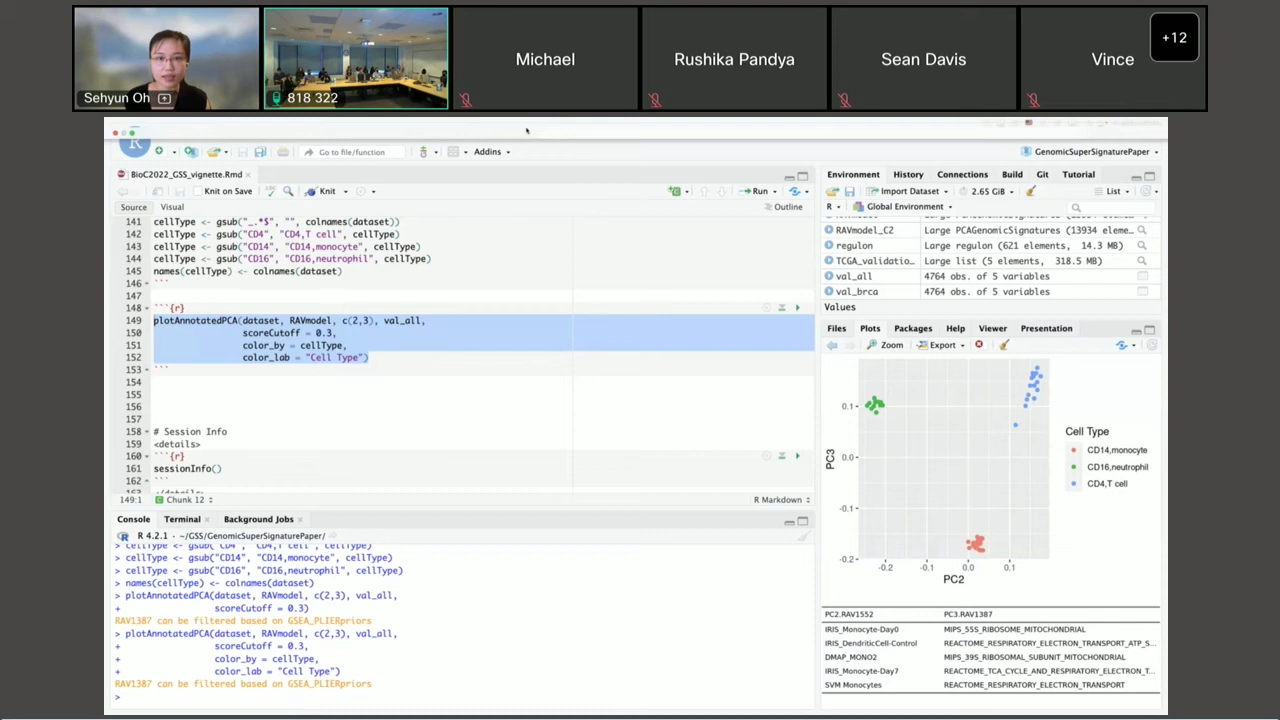 Sehyun Oh
818 322
Michael
Rushika Pandya
Sean Davis
Vince
+12
R
Go to file/function
Addins
GenomicSuperSignaturePaper
BioC2022_GSS_vignette.Rmd
Knit on Save
Knit
Run
Source
Visual
Outline
141 cellType <- gsub("_.*$", "", colnames(dataset))
142 cellType <- gsub("CD4", "CD4,T cell", cellType)
143 cellType <- gsub("CD14", "CD14,monocyte", cellType)
144 cellType <- gsub("CD16", "CD16,neutrophil", cellType)
145 names(cellType) <- colnames(dataset)
146 ```
147
148 ```{r}
149 plotAnnotatedPCA(dataset, RAVmodel, c(2,3), val_all,
150 scoreCutoff = 0.3,
151 color_by = cellType,
152 color_lab = "Cell Type")
153 ```
154
155
156
157
158 # Session Info
159 <details>
160 ```{r}
161 sessionInfo()
162 ```
149:1
Chunk 12
R Markdown
Console
Terminal
Background Jobs
R 4.2.1 · ~/GSS/GenomicSuperSignaturePaper/
> cellType <- gsub("CD4", "CD4,T cell", cellType)
> cellType <- gsub("CD14", "CD14,monocyte", cellType)
> cellType <- gsub("CD16", "CD16,neutrophil", cellType)
> names(cellType) <- colnames(dataset)
> plotAnnotatedPCA(dataset, RAVmodel, c(2,3), val_all,
+ scoreCutoff = 0.3)
RAV1387 can be filtered based on GSEA_PLIERpriors
> plotAnnotatedPCA(dataset, RAVmodel, c(2,3), val_all,
+ scoreCutoff = 0.3,
+ color_by = cellType,
+ color_lab = "Cell Type")
RAV1387 can be filtered based on GSEA_PLIERpriors
>
Environment
History
Connections
Build
Git
Tutorial
Import Dataset
2.65 GiB
List
R
Global Environment
RAVmodel_C2 Large PCAGenomicSignatures (13934 eleme...
regulon Large regulon (621 elements, 14.3 MB)
TCGA_validatio... Large list (5 elements, 318.5 MB)
val_all 4764 obs. of 5 variables
val_brca 4764 obs. of 5 variables
Values
Files
Plots
Packages
Help
Viewer
Presentation
Zoom
Export
0.1
0.0
-0.1
-0.2
PC3
-0.2
-0.1
0.0
0.1
PC2
Cell Type
CD14,monocyte
CD16,neutrophil
CD4,T cell
PC2.RAV1552 PC3.RAV1387
IRIS_Monocyte-Day0 MIPS_55S_RIBOSOME_MITOCHONDRIAL
IRIS_DendriticCell-Control REACTOME_RESPIRATORY_ELECTRON_TRANSPORT_ATP_S...
DMAP_MONO2 MIPS_39S_RIBOSOMAL_SUBUNIT_MITOCHONDRIAL
IRIS_Monocyte-Day7 REACTOME_TCA_CYCLE_AND_RESPIRATORY_ELECTRON_T...
SVM Monocytes REACTOME_RESPIRATORY_ELECTRON_TRANSPORT